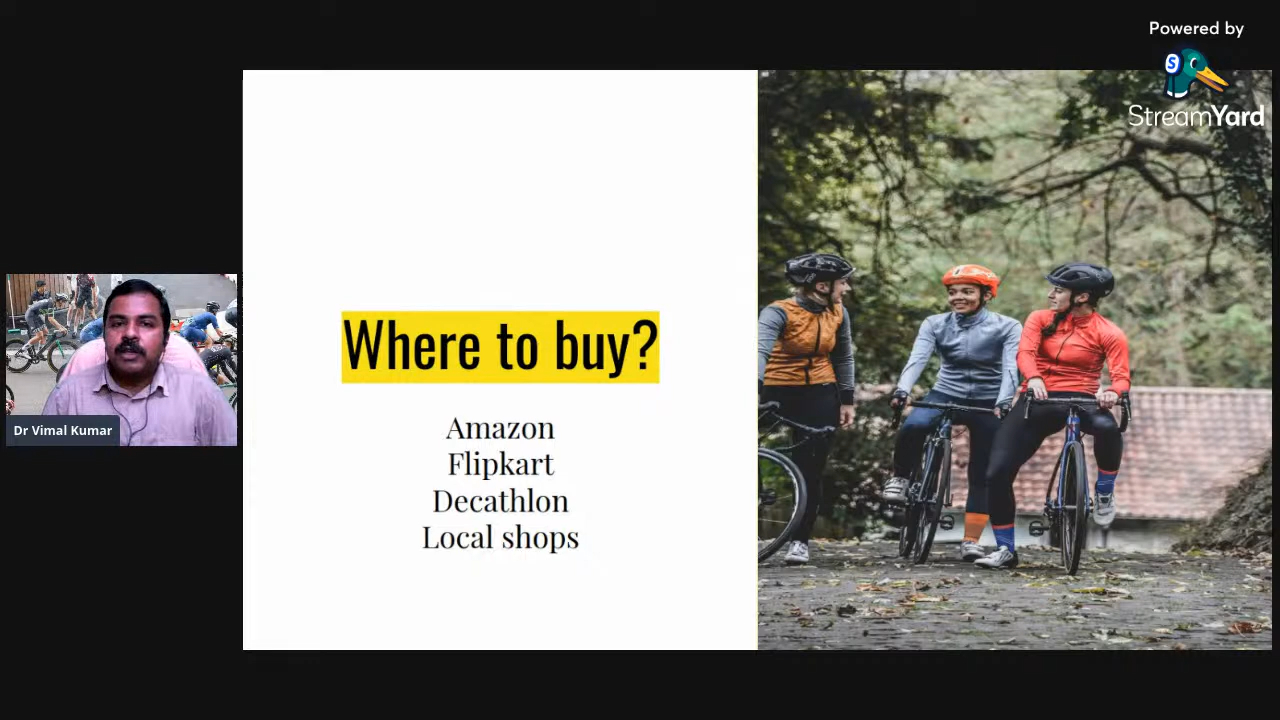 Powered by
S
StreamYard
Where to buy?
Amazon
Flipkart
Decathlon
Local shops
Dr Vimal Kumar